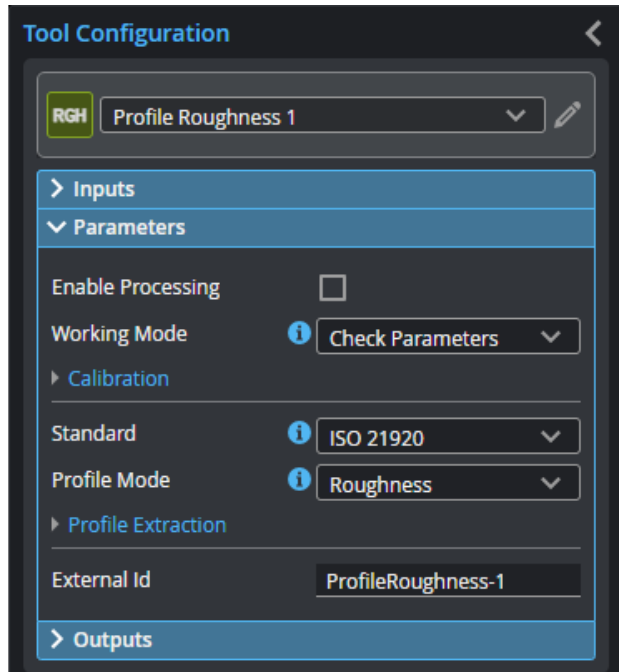 Tool Configuration
RGH Profile Roughness 1
Inputs
Parameters
Enable Processing
Working Mode Check Parameters
Calibration
Standard ISO 21920
Profile Mode Roughness
Profile Extraction
External Id ProfileRoughness-1
Outputs